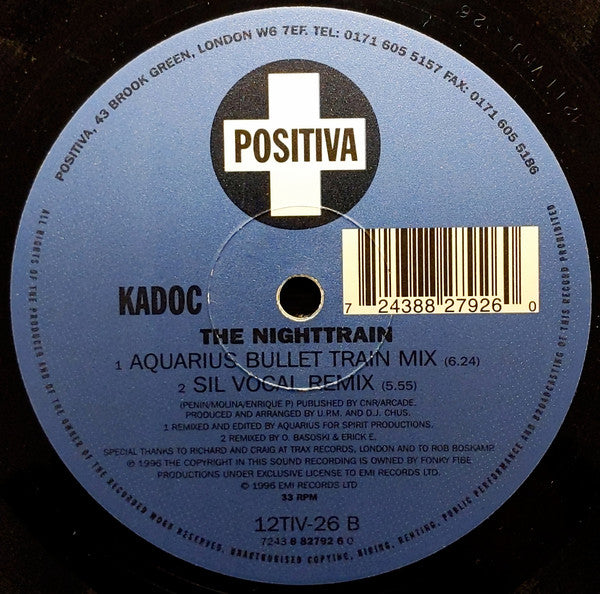 POSITIVA, 43 BROOK GREEN, LONDON W6 7EF. TEL: 0171 605 5157 FAX: 0171 605 5186
POSITIVA
7 24388 27926 0
KADOC
THE NIGHTTRAIN
1 AQUARIUS BULLET TRAIN MIX (6.24)
2 SIL VOCAL REMIX (5.55)
(PENIN/MOLINA/ENRIQUE P) PUBLISHED BY CNR/ARCADE.
PRODUCED AND ARRANGED BY U.P.M. AND D.J. CHUS.
1 REMIXED AND EDITED BY AQUARIUS FOR SPIRIT PRODUCTIONS.
2 REMIXED BY O. BASOSKI & ERICK E.
SPECIAL THANKS TO RICHARD AND CRAIG AT TRAX RECORDS, LONDON AND TO ROB BOSKAMP.
℗ 1996 THE COPYRIGHT IN THIS SOUND RECORDING IS OWNED BY FONKY FIBE
PRODUCTIONS UNDER EXCLUSIVE LICENSE TO EMI RECORDS LTD.
© 1996 EMI RECORDS LTD
33 RPM
12TIV-26 B
7243 8 82792 6 0
ALL RIGHTS OF THE PRODUCER AND OF THE OWNER OF THE RECORDED WORK RESERVED. UNAUTHORISED COPYING, HIRING, RENTING, PUBLIC PERFORMANCE AND BROADCASTING OF THIS RECORD PROHIBITED